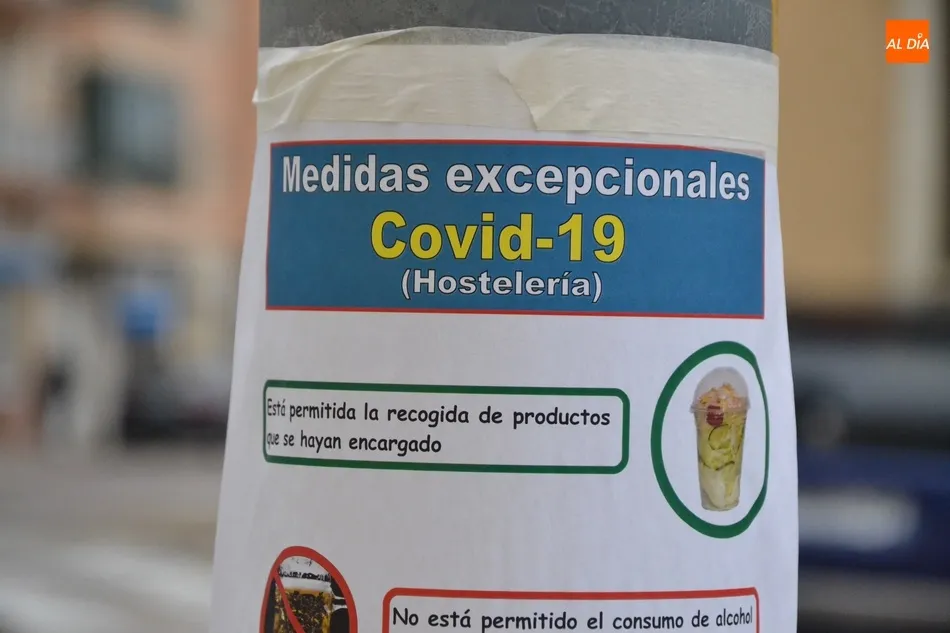 AL DÍA
Medidas excepcionales
Covid-19
(Hostelería)
Está permitida la recogida de productos
que se hayan encargado
No está permitido el consumo de alcohol